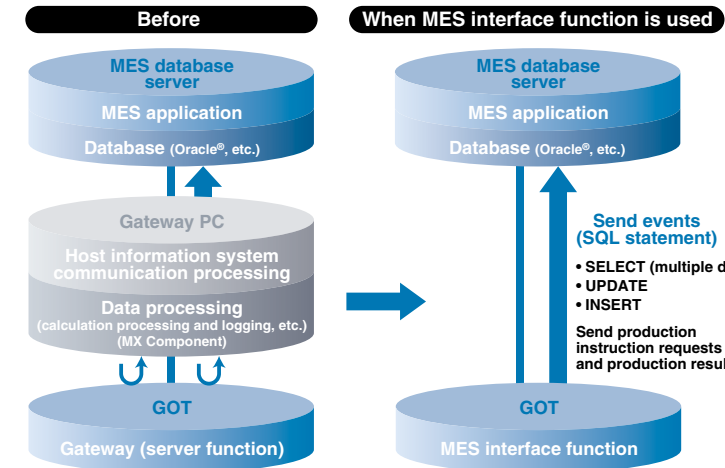 Before
MES database
server
MES application
Database (Oracle®, etc.)
Gateway PC
Host information system
communication processing
Data processing
(calculation processing and logging, etc.)
(MX Component)
GOT
Gateway (server function)
When MES interface function is used
MES database
server
MES application
Database (Oracle®, etc.)
Send events
(SQL statement)
• SELECT (multiple
• UPDATE
• INSERT
Send production
instruction requests
and production
GOT
MES interface function